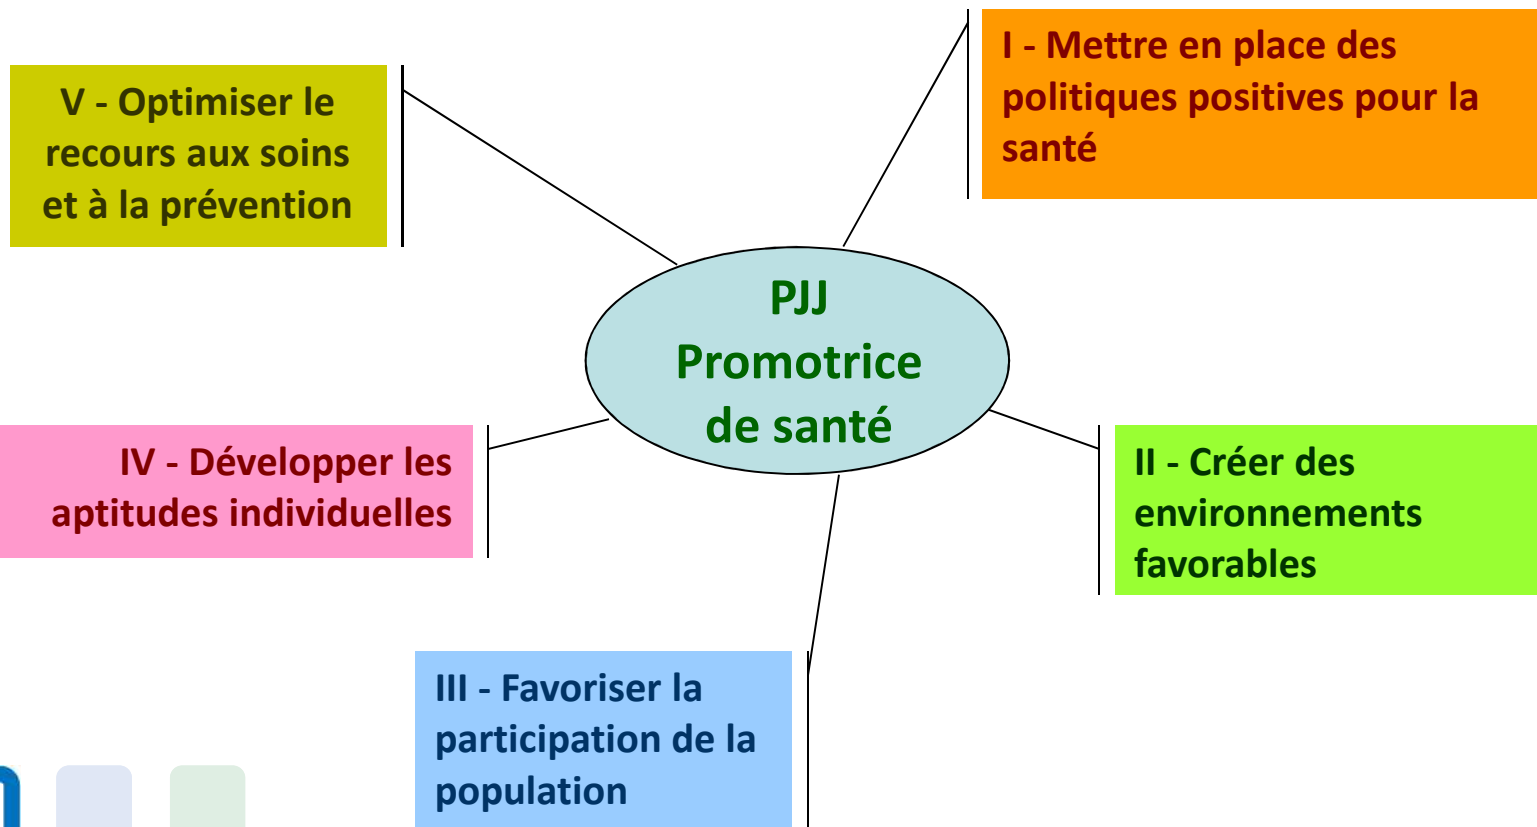 I - Mettre en place des
politiques positives pour la
santé
V - Optimiser le
recours aux soins
et à la prévention
PJJ
Promotrice
de santé
IV - Développer les
aptitudes individuelles
II - Créer des
environnements
favorables
III - Favoriser la
participation de la
population